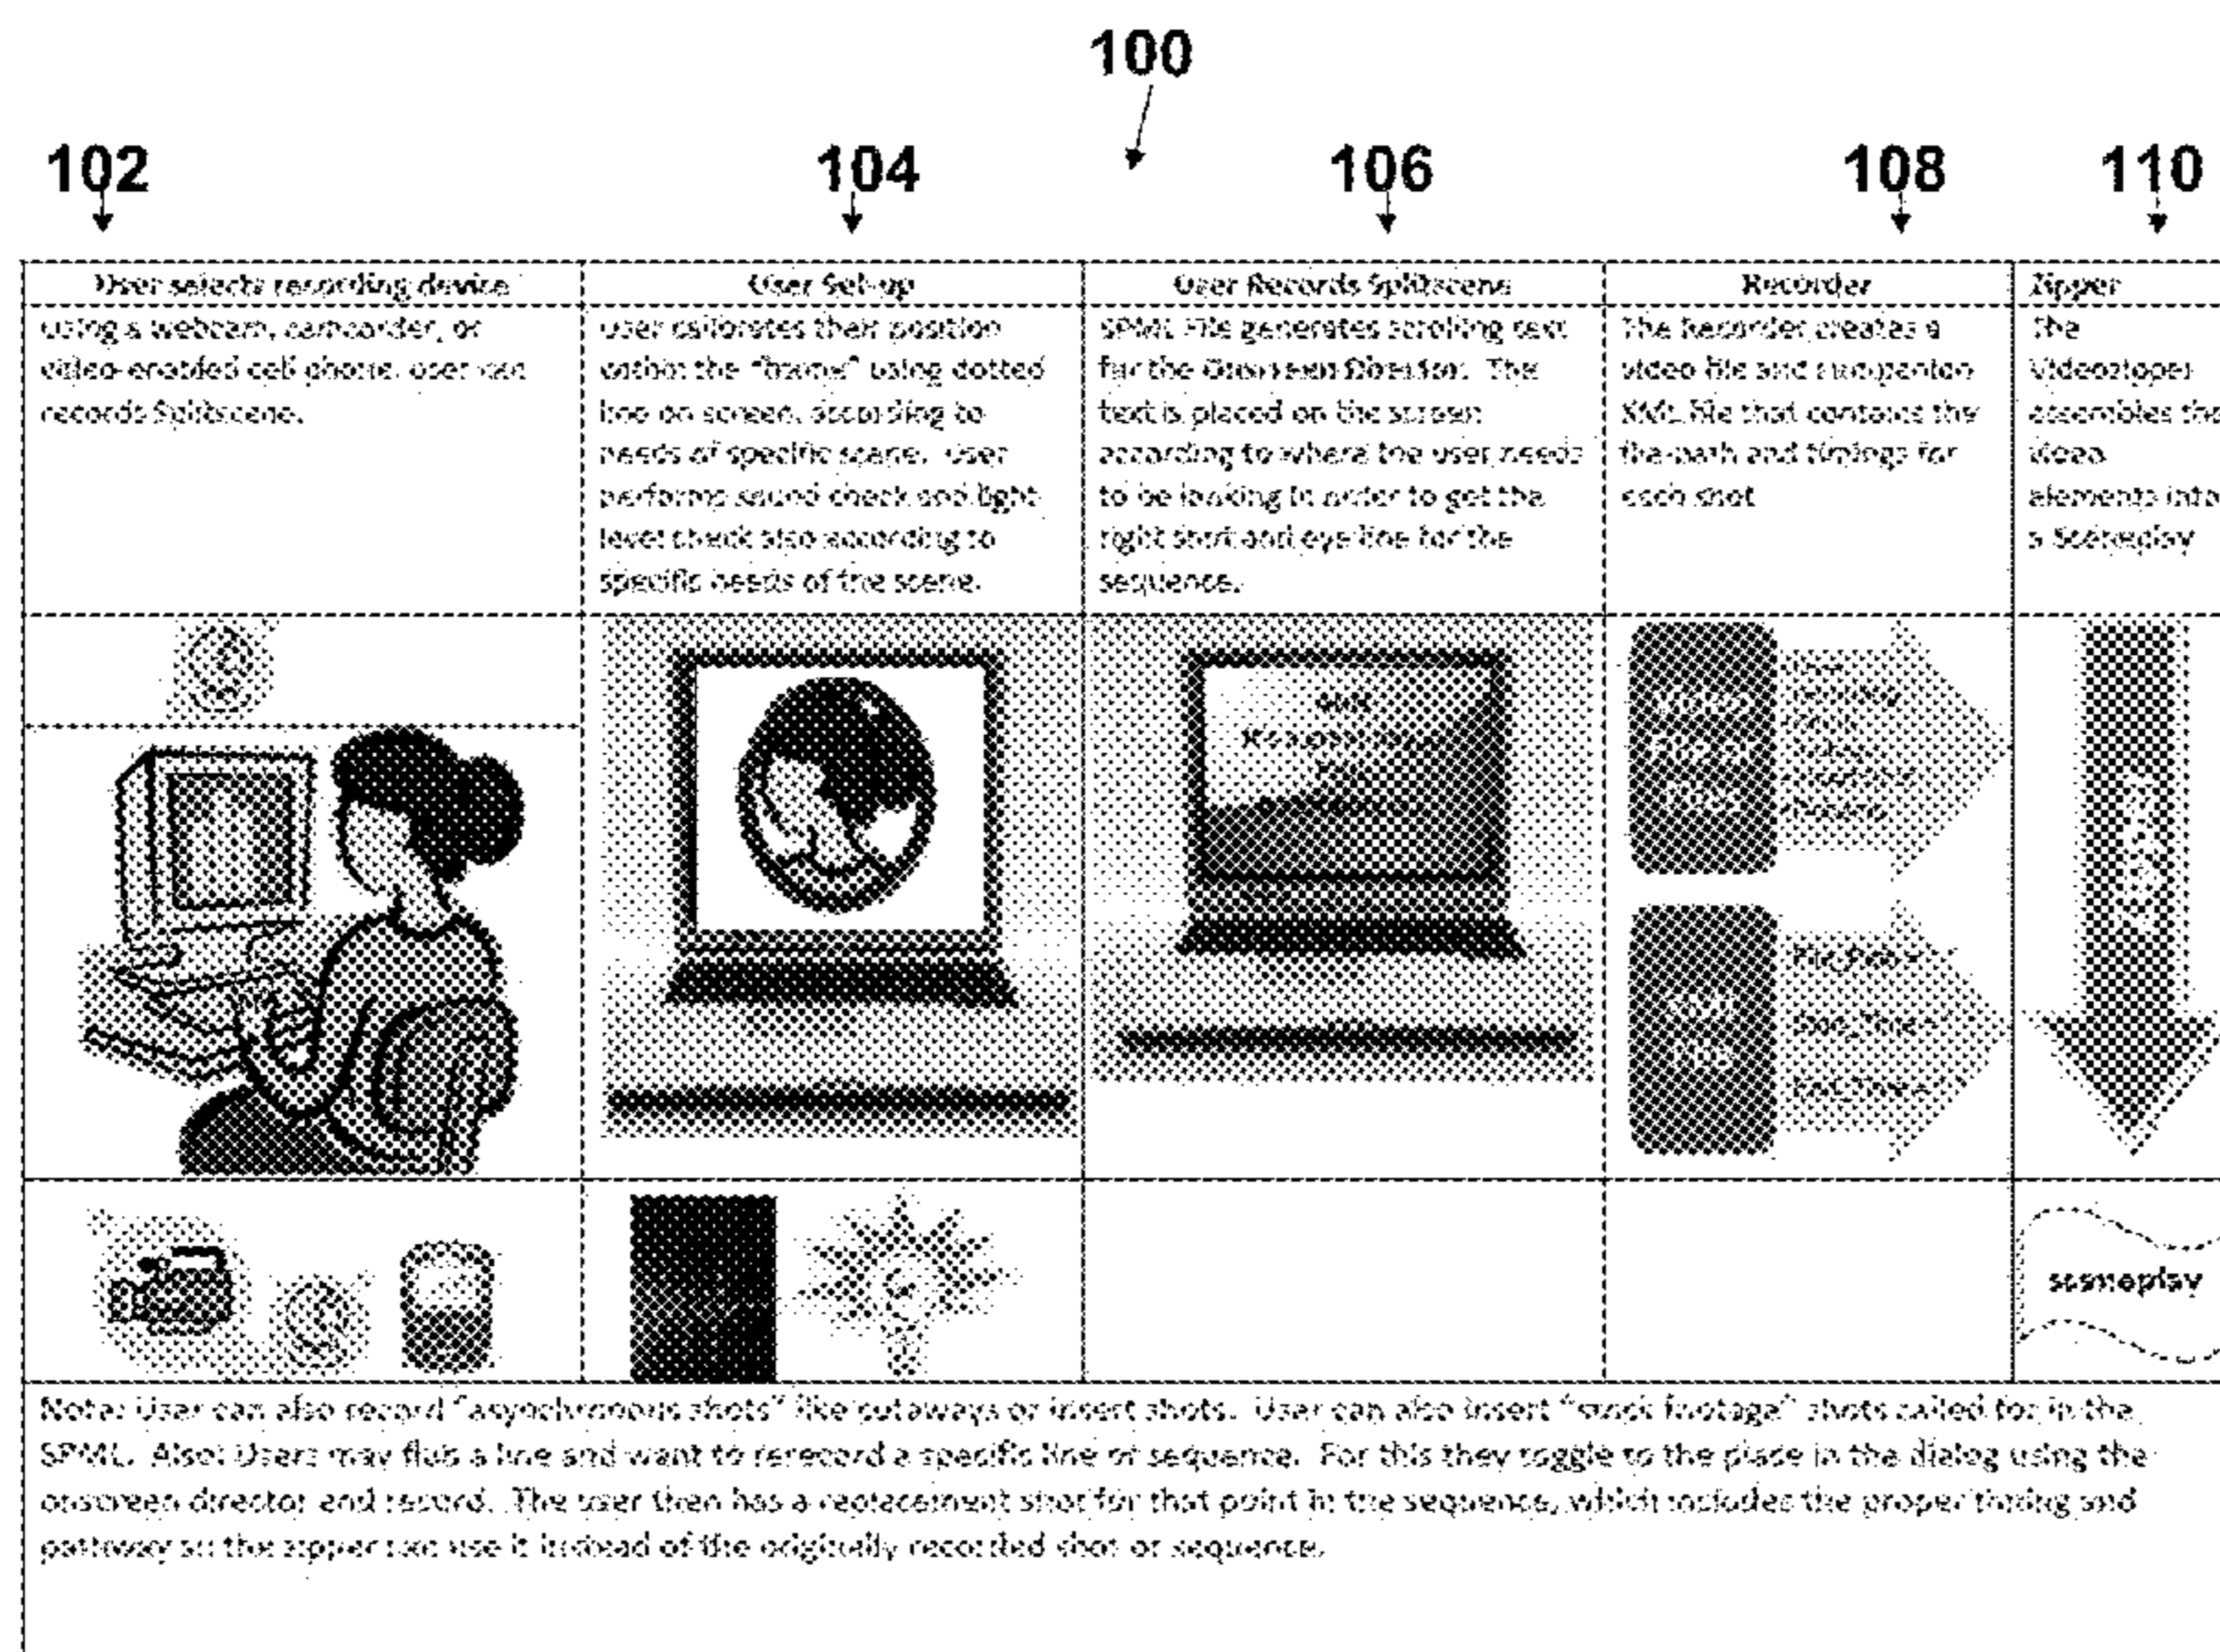 100
102
104
106
108
110
User selects recording device
User Set-up
User Records Splitscene
Recorder
Zipper
Using a webcam, camcorder, or
video-enabled cell phone, user can
records Splitscene.
User calibrates their position
within the "frame" using dotted
line on screen, according to
needs of specific scene. User
performs sound check and light
level check also according to
specific needs of the scene.
SPML File generates scrolling text
for the Onscreen Director. The
text is placed on the screen
according to where the user needs
to be looking in order to get the
right shot and eye line for the
sequence.
The Recorder creates a
video file and companion
XML file that contains the
file-path and timings for
each shot
The
Videozipper
assembles the
video
elements into
a Sceneplay
File_Path=
Start_Time=
End_Time=
sceneplay
Note: User can also record "asynchronous shots" like cutaways or insert shots. User can also insert "stock footage" shots called for in the
SPML. Also: Users may flub a line and want to rerecord a specific line or sequence. For this they toggle to the place in the dialog using the
onscreen director and record. The user then has a replacement shot for that point in the sequence, which includes the proper timing and
pathway so the zipper can use it instead of the originally recorded shot or sequence.